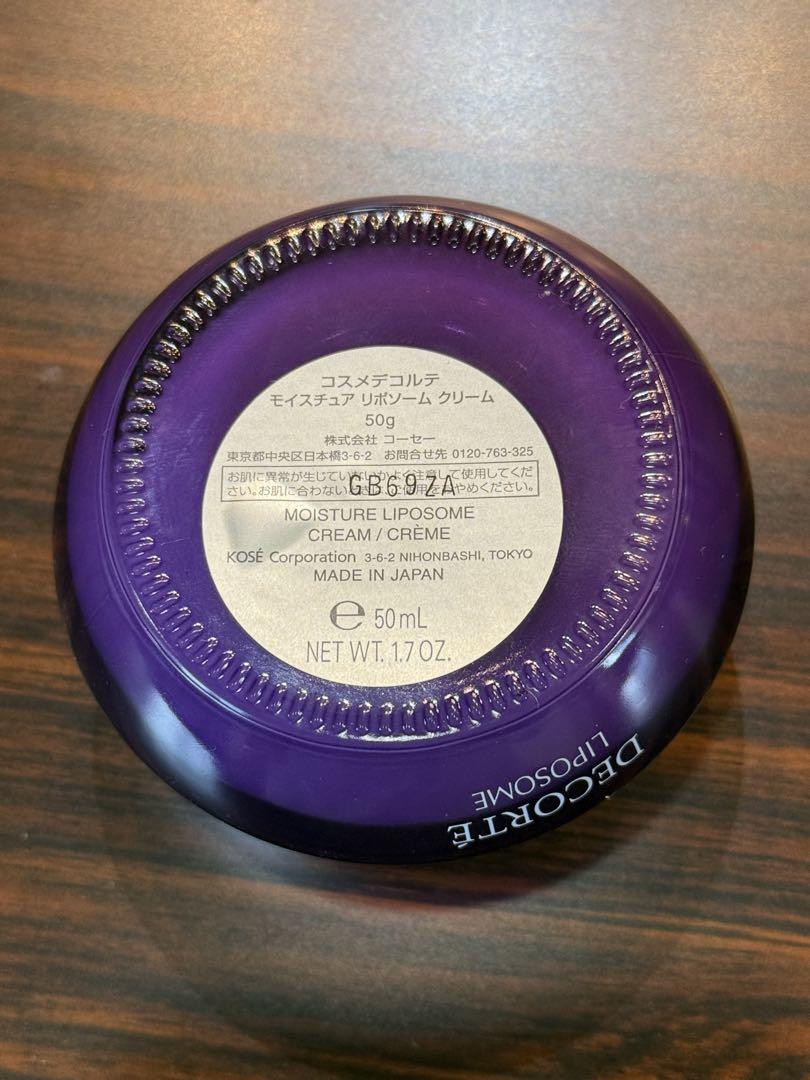 コスメデコルテ
モイスチュア リポソーム クリーム
50g
株式会社 コーセー
東京都中央区日本橋3-6-2 お問合せ先 0120-763-325
お肌に異常が生じていないかよく注意して使用してくだ
さい。お肌に合わない
使用をおやめください。
GB69ZA
MOISTURE LIPOSOME
CREAM / CRÈME
KOSÉ Corporation 3-6-2 NIHONBASHI, TOKYO
MADE IN JAPAN
℮ 50mL
NET WT. 1.7 OZ.
DECORTÉ
LIPOSOME